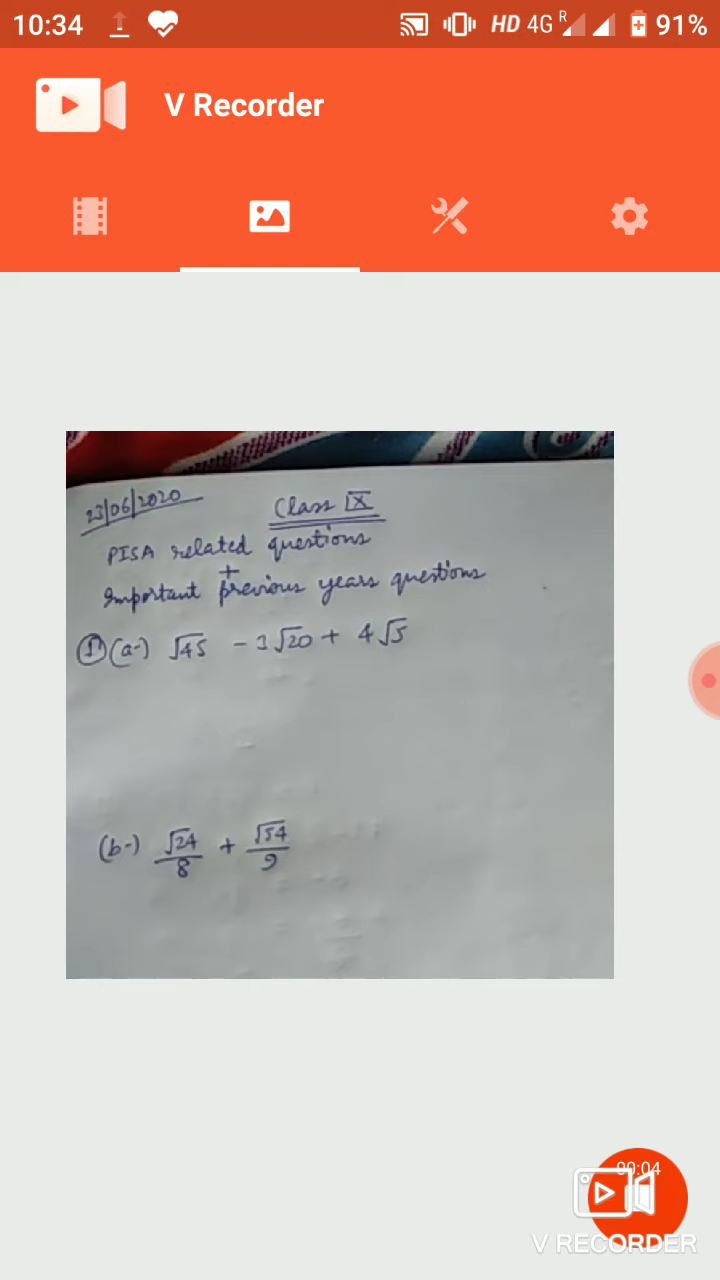 10:34 HD 4G R 91%
V Recorder
23/06/2020
Class IX
PISA related questions
+
Important previous years questions
1. (a-) √45 - 3√20 + 4√5
(b-) √24/8 + √54/9
00:04
V RECORDER